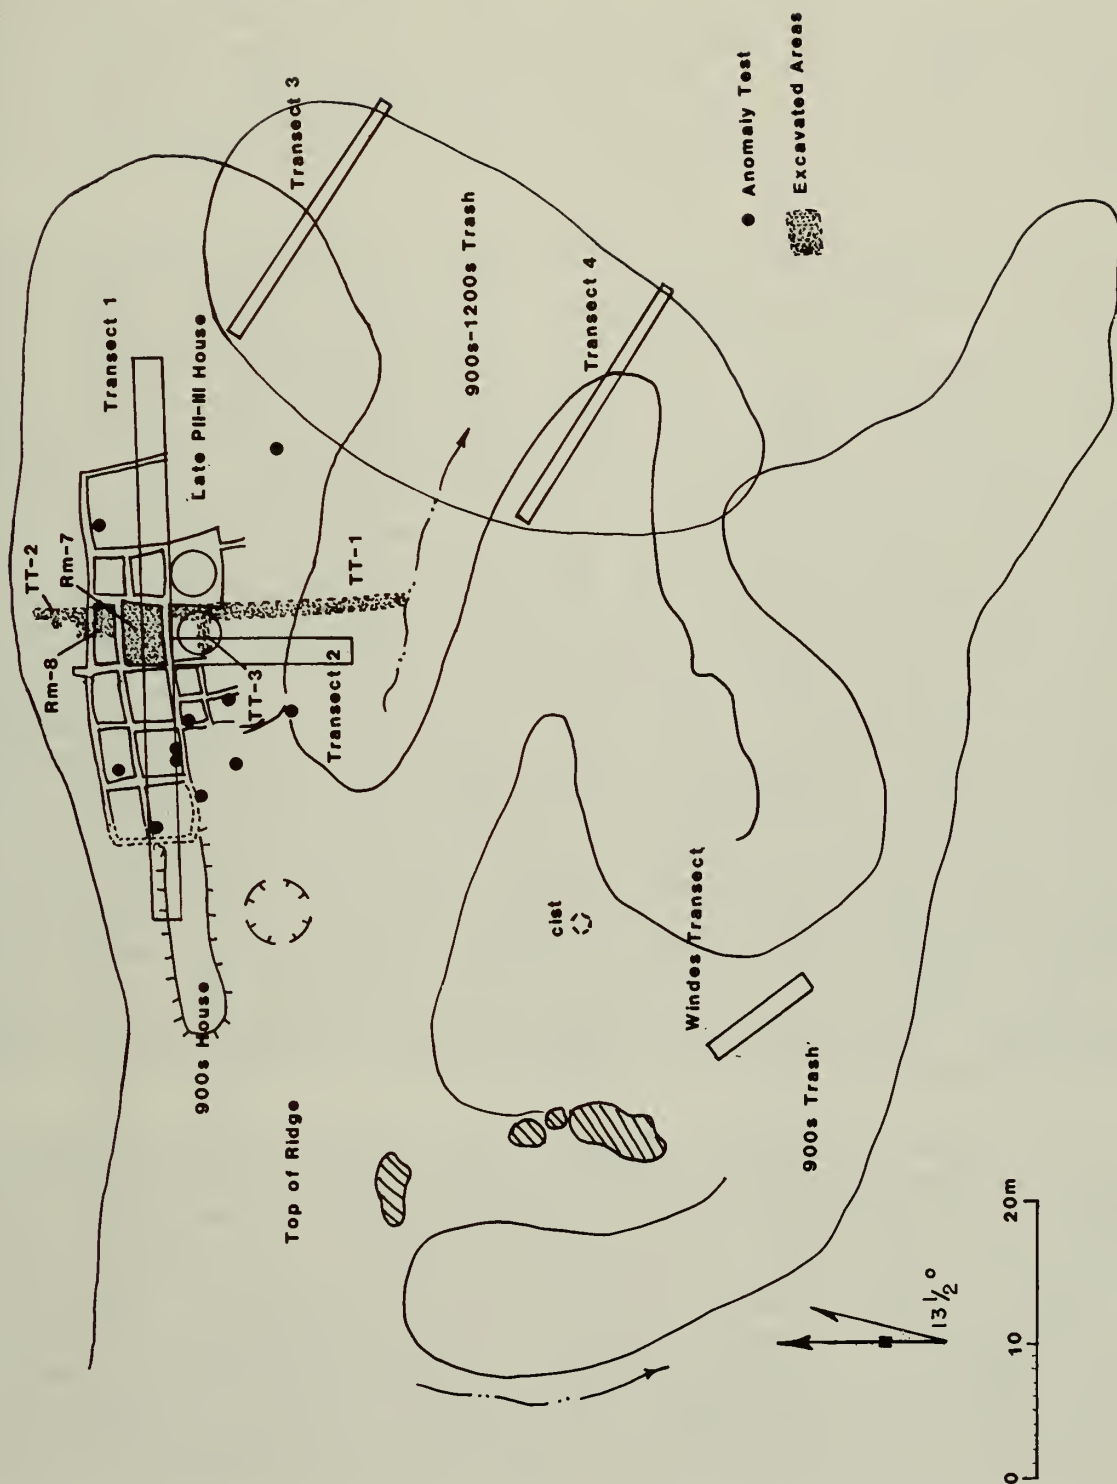 Transect 3
Transect 1
Late PII-III House
TT-2
Rm-7
Rm-8
TT-1
TT-3
Transect 2
900s-1200s Trash
Transect 4
Anomaly Test
Excavated Areas
900s House
Top of Ridge
cist
Windes Transect
900s Trash
13 1/2 °
0 10 20m